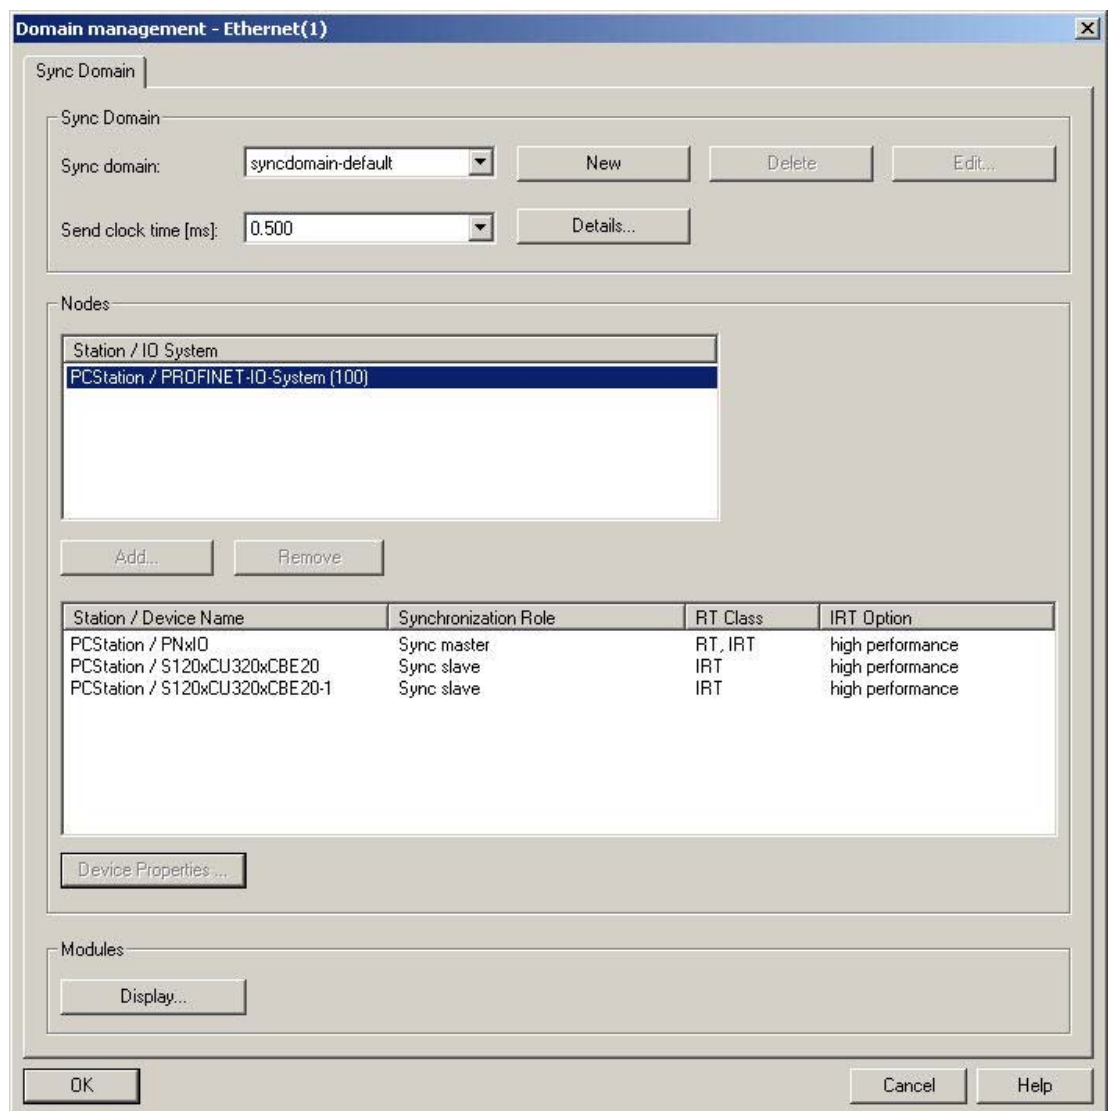 Domain management - Ethernet(1)
Sync Domain
Sync Domain
Sync domain: syncdomain-default New Delete Edit...
Send clock time [ms]: 0.500 Details...
Nodes
Station / IO System
PCStation / PROFINET-IO-System (100)
Add... Remove
Station / Device Name Synchronization Role RT Class IRT Option
PCStation / PNxIO Sync master RT, IRT high performance
PCStation / S120xCU320xCBE20 Sync slave IRT high performance
PCStation / S120xCU320xCBE20-1 Sync slave IRT high performance
Device Properties ...
Modules
Display...
OK Cancel Help